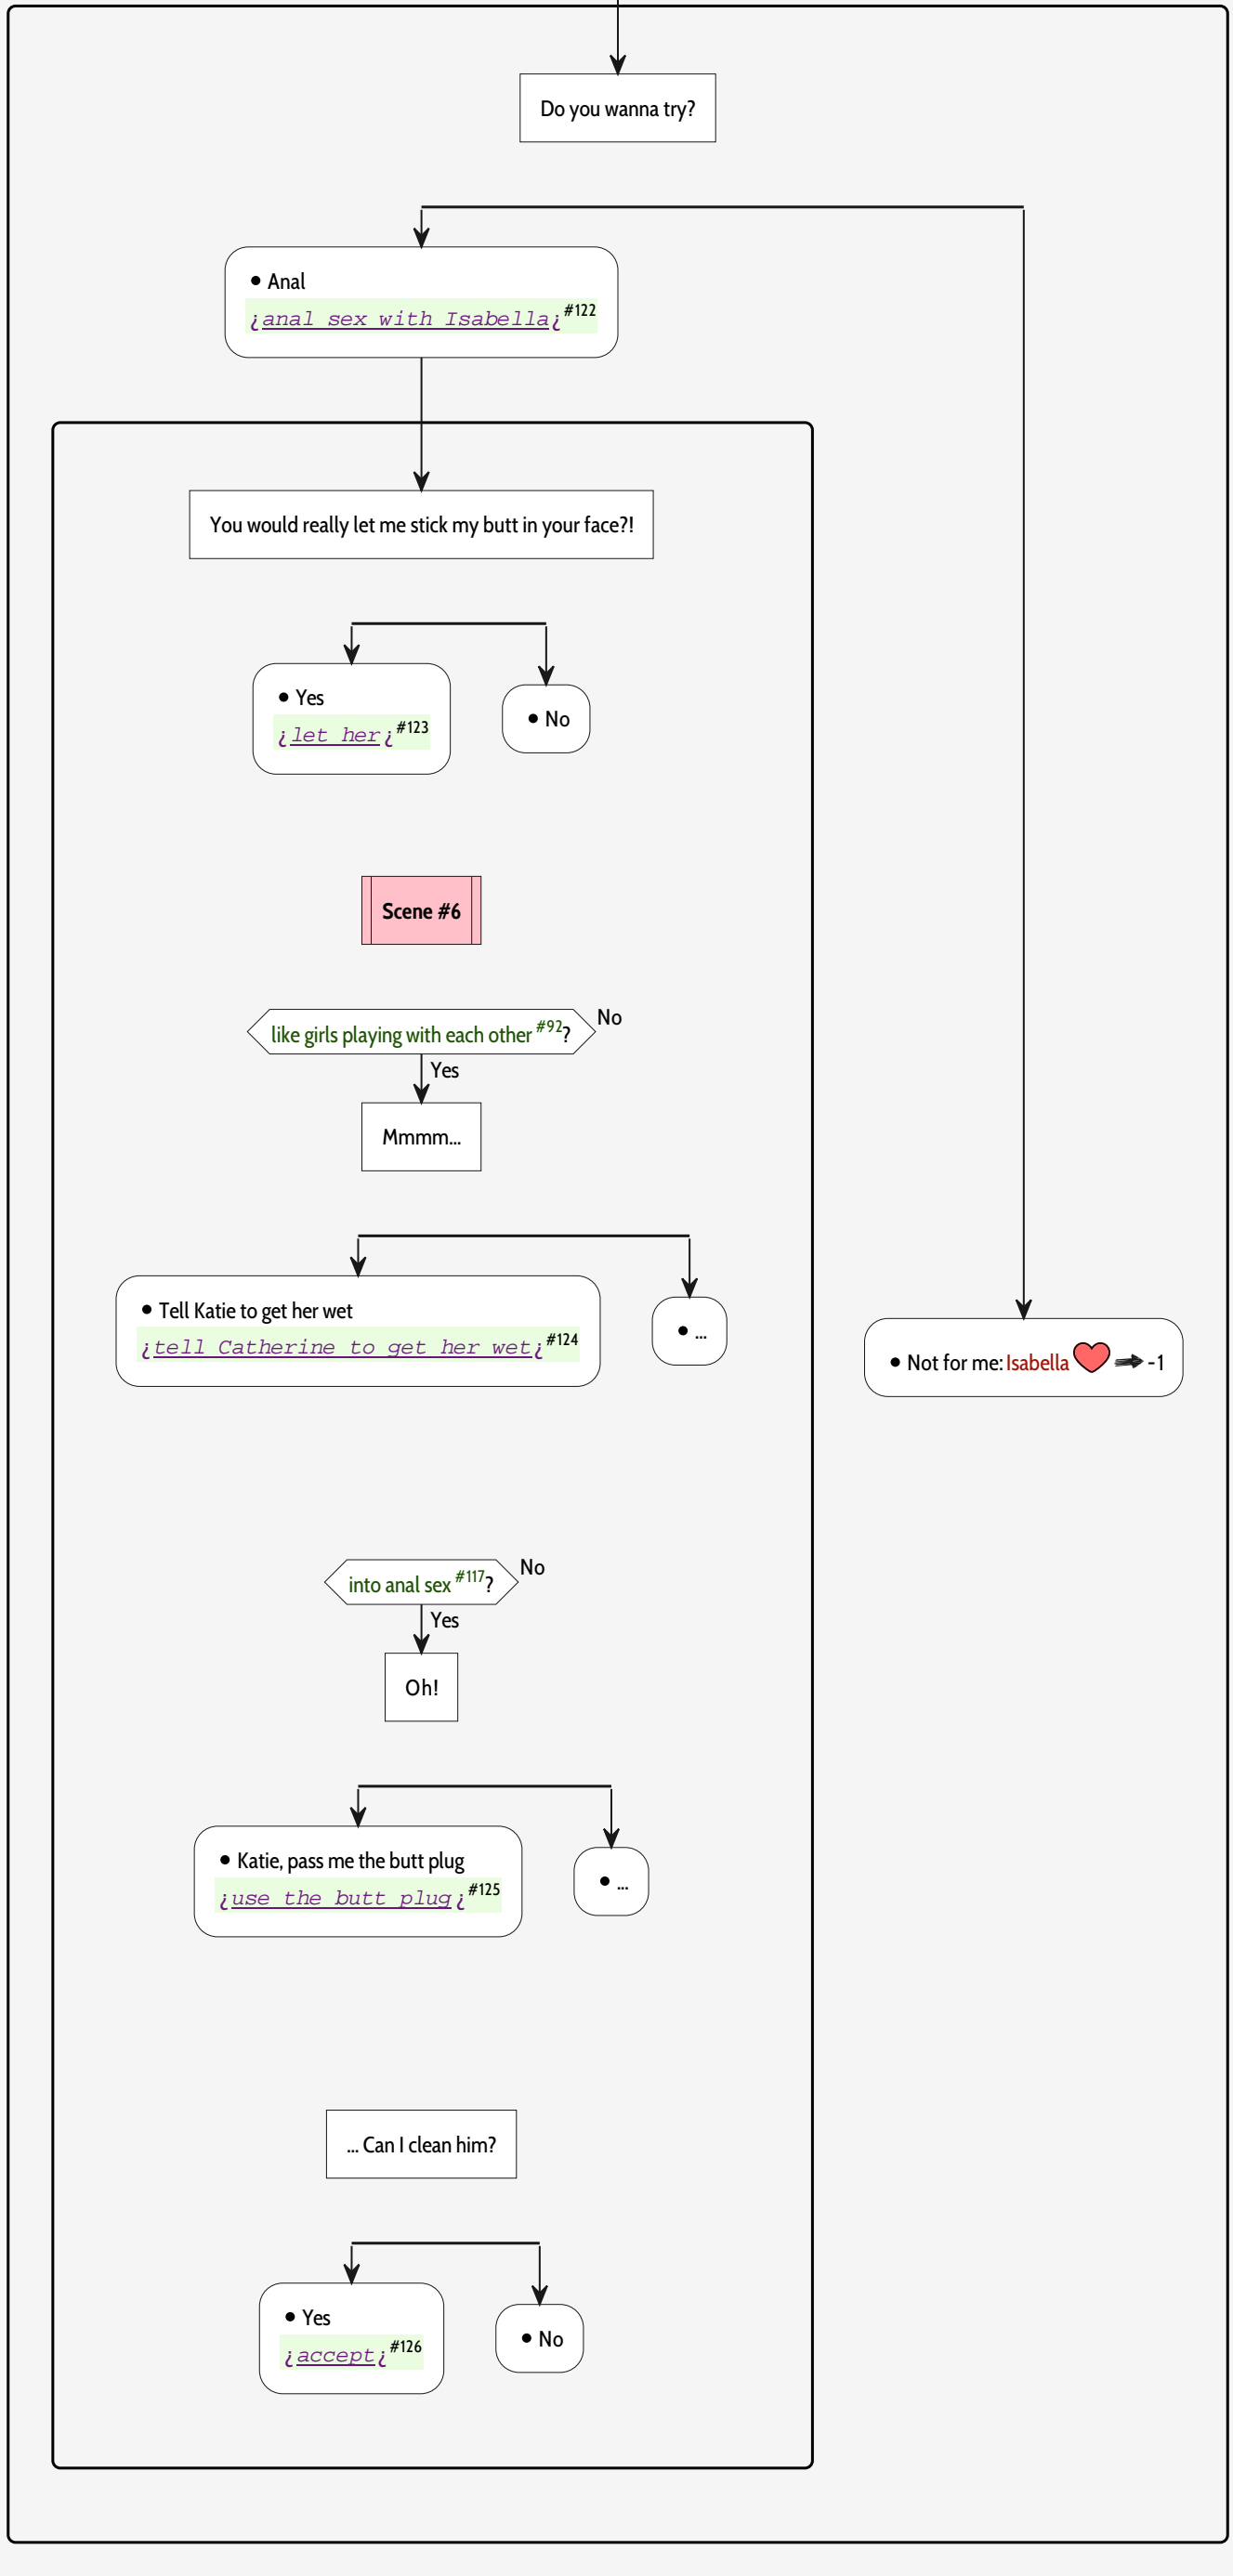 Do you wanna try?
• Anal
¿anal sex with Isabella¿#122
You would really let me stick my butt in your face?!
• Yes
¿let her¿#123
• No
Scene #6
like girls playing with each other #92?
No
Yes
Mmmm...
• Tell Katie to get her wet
¿tell Catherine to get her wet¿#124
• ...
• Not for me: Isabella -1
into anal sex #117?
No
Yes
Oh!
• Katie, pass me the butt plug
¿use the butt plug¿#125
• ...
... Can I clean him?
• Yes
¿accept¿#126
• No